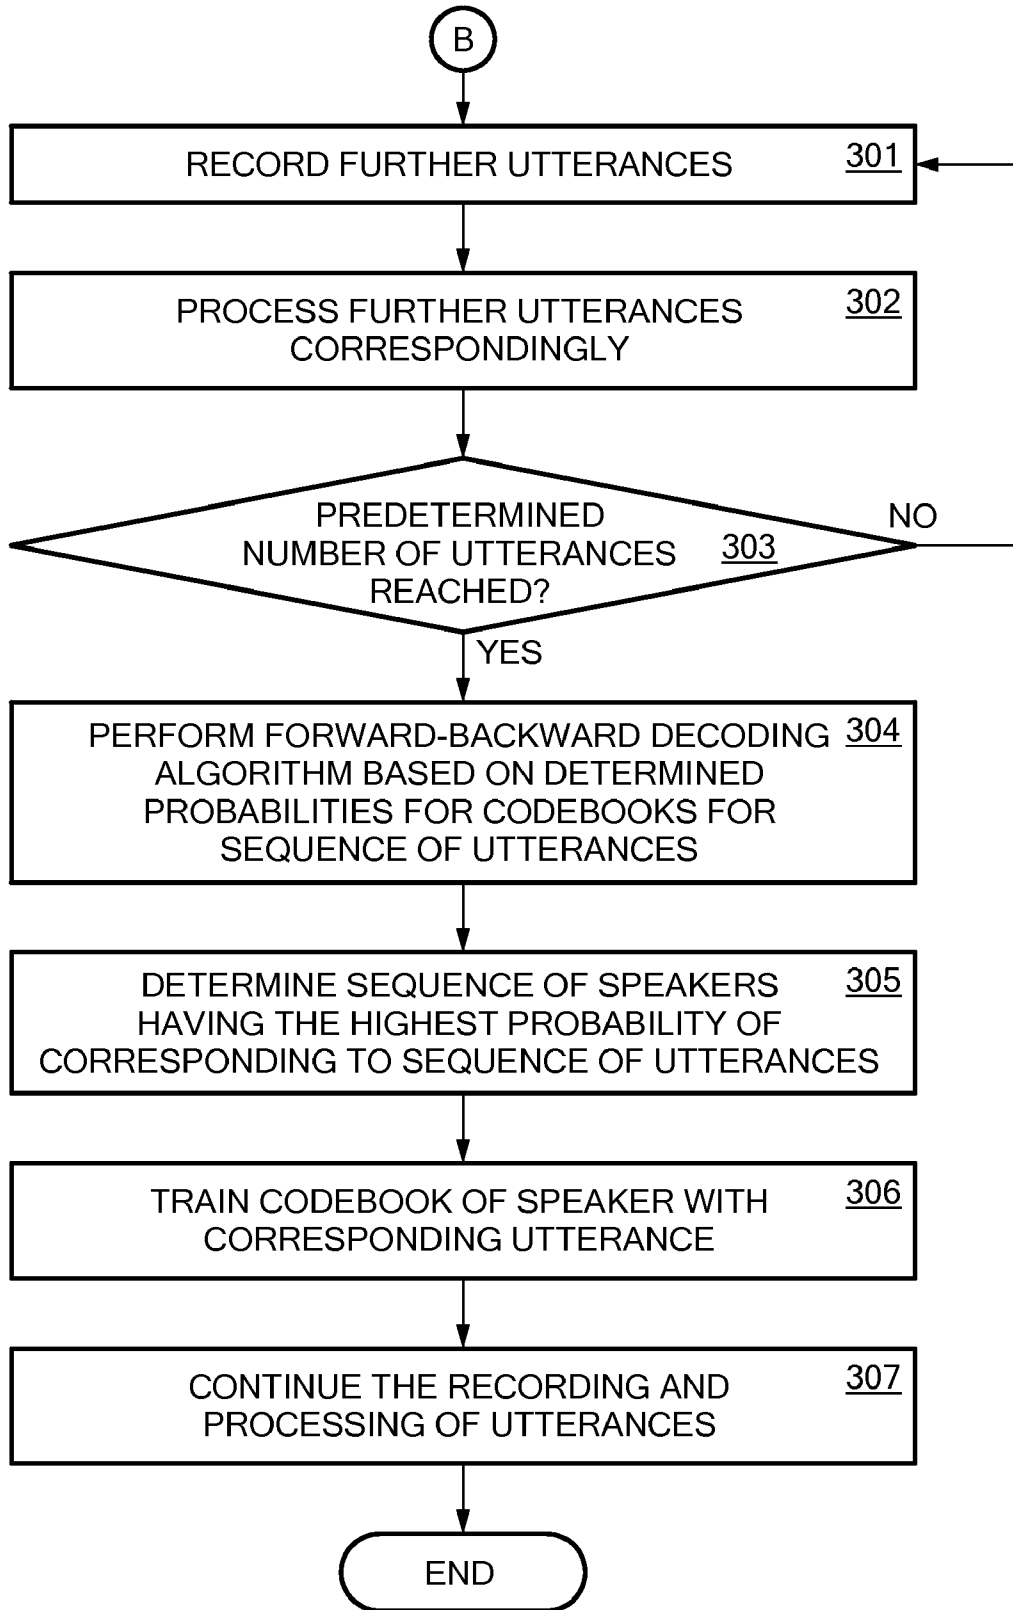 B
RECORD FURTHER UTTERANCES 301
PROCESS FURTHER UTTERANCES 302
CORRESPONDINGLY
PREDETERMINED
NUMBER OF UTTERANCES 303
REACHED?
NO
YES
PERFORM FORWARD-BACKWARD DECODING 304
ALGORITHM BASED ON DETERMINED
PROBABILITIES FOR CODEBOOKS FOR
SEQUENCE OF UTTERANCES
DETERMINE SEQUENCE OF SPEAKERS 305
HAVING THE HIGHEST PROBABILITY OF
CORRESPONDING TO SEQUENCE OF UTTERANCES
TRAIN CODEBOOK OF SPEAKER WITH 306
CORRESPONDING UTTERANCE
CONTINUE THE RECORDING AND 307
PROCESSING OF UTTERANCES
END